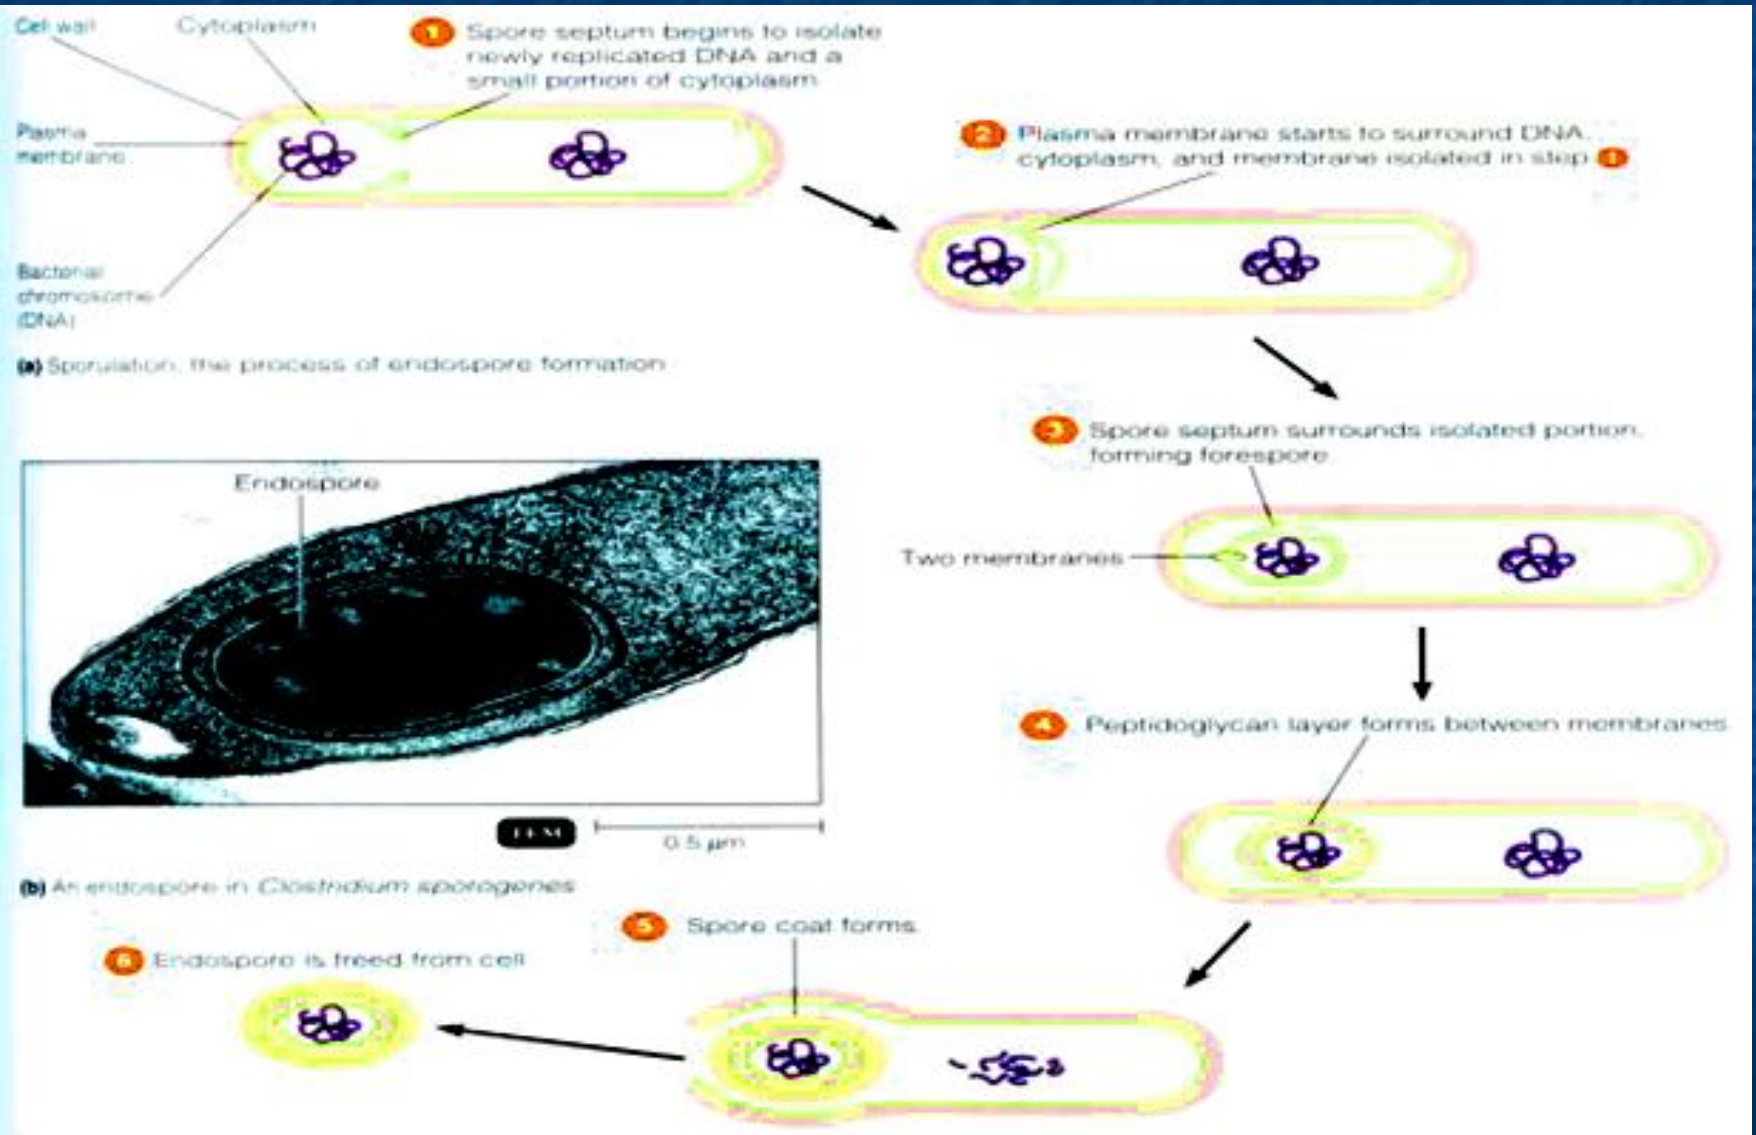 Cell wall
Cytoplasm
1 Spore septum begins to isolate
newly replicated DNA and a
small portion of cytoplasm
Plasma
membrane
2 Plasma membrane starts to surround DNA,
cytoplasm, and membrane isolated in step 1
Bacterial
chromosome
(DNA)
(a) Sporulation, the process of endospore formation
3 Spore septum surrounds isolated portion,
forming forespore
Endospore
Two membranes
4 Peptidoglycan layer forms between membranes
TEM
0.5 µm
(b) An endospore in Clostridium sporogenes
5 Spore coat forms
6 Endospore is freed from cell